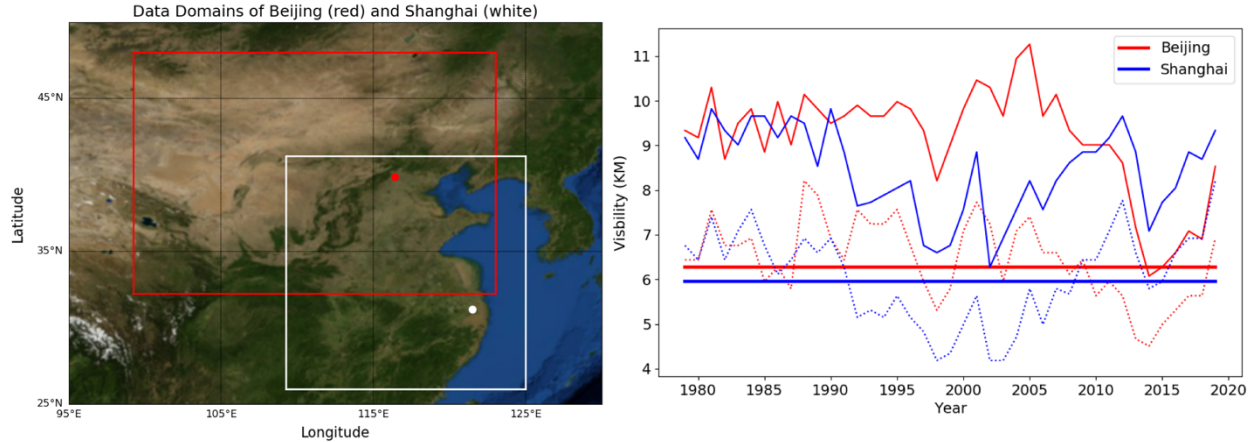 Data Domains of Beijing (red) and Shanghai (white)
Latitude
45°N
35°N
25°N
95°E
105°E
115°E
125°E
Longitude
Visbility (KM)
11
10
9
8
7
6
5
4
Beijing
Shanghai
1980
1985
1990
1995
2000
2005
2010
2015
2020
Year